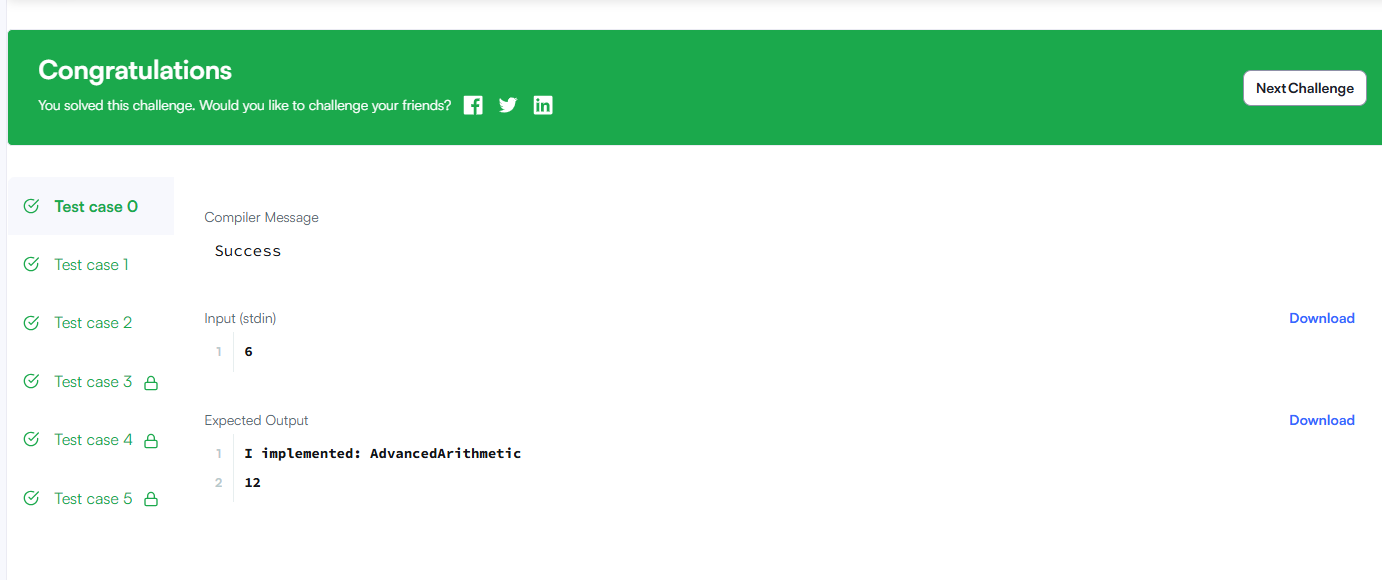 Congratulations
You solved this challenge. Would you like to challenge your friends?
Next Challenge
Test case 0
Test case 1
Test case 2
Test case 3
Test case 4
Test case 5
Compiler Message
Success
Input (stdin)
Download
1 6
Expected Output
Download
1 I implemented: AdvancedArithmetic
2 12